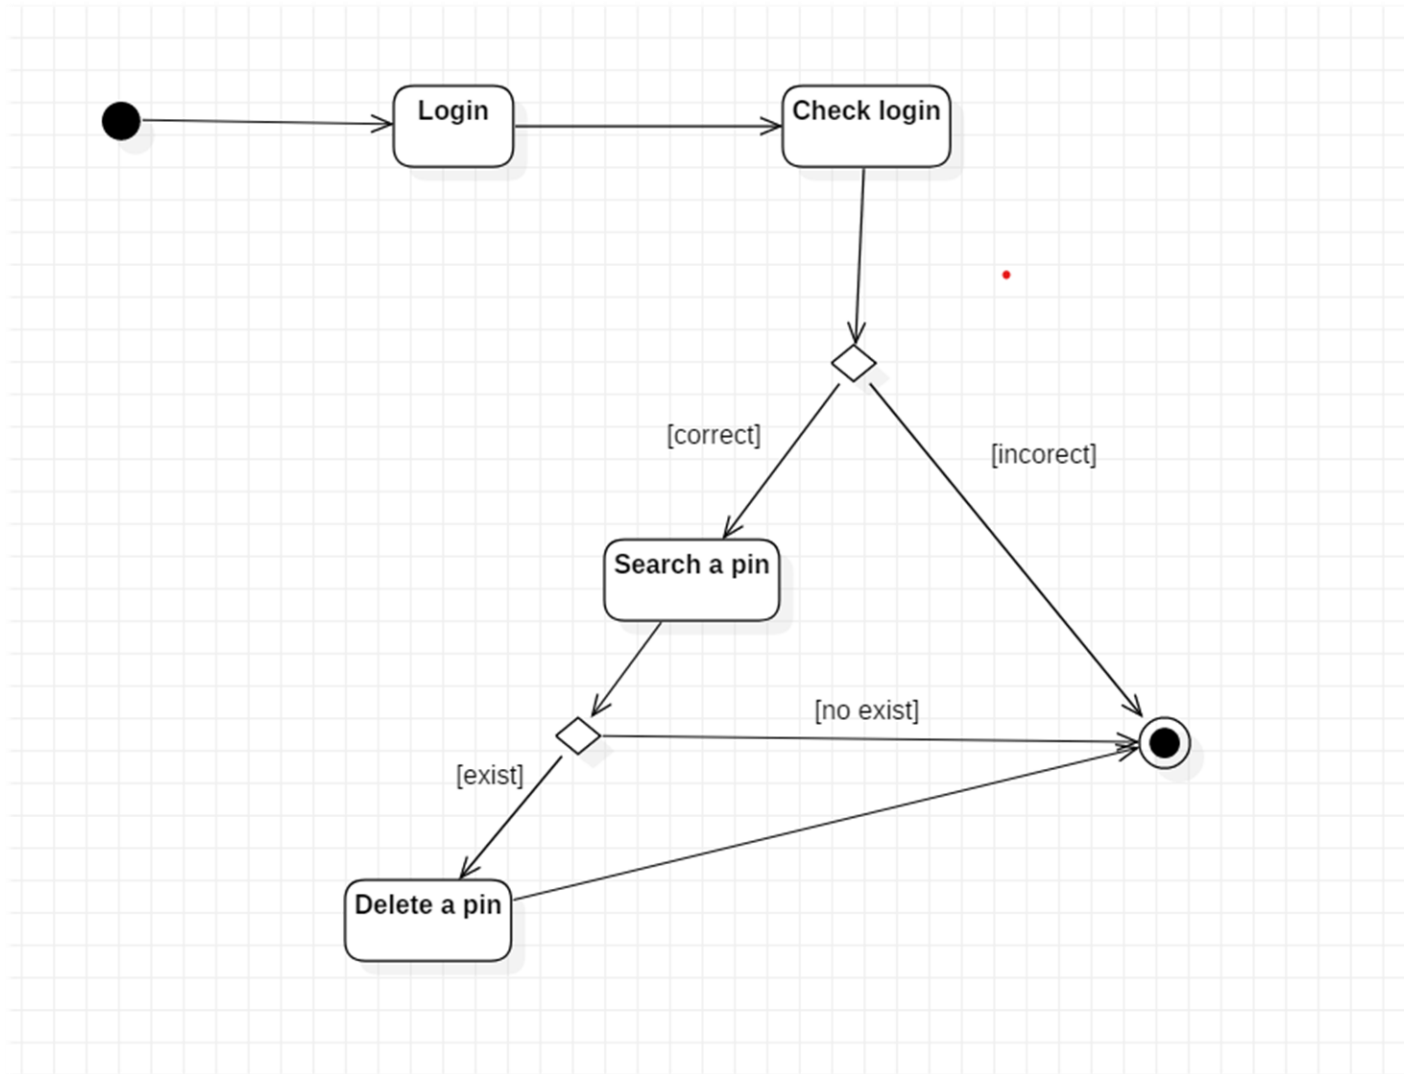 Login
Check login
[correct]
[incorect]
Search a pin
[no exist]
[exist]
Delete a pin